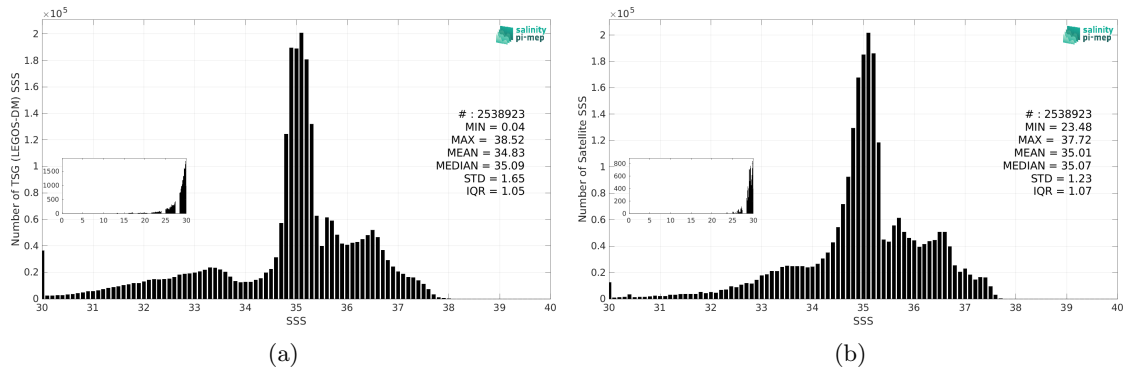 ×10^5
2
1.8
1.6
1.4
1.2
1
0.8
0.6
0.4
0.2
0
Number of TSG (LEGOS-DM) SSS
salinity
pi-mep
# : 2538923
MIN = 0.04
MAX = 38.52
MEAN = 34.83
MEDIAN = 35.09
STD = 1.65
IQR = 1.05
1500
1000
500
0
0 5 10 15 20 25 30
30 31 32 33 34 35 36 37 38 39 40
SSS
(a)
×10^5
2
1.8
1.6
1.4
1.2
1
0.8
0.6
0.4
0.2
0
Number of Satellite SSS
salinity
pi-mep
# : 2538923
MIN = 23.48
MAX = 37.72
MEAN = 35.01
MEDIAN = 35.07
STD = 1.23
IQR = 1.07
800
600
400
200
0
0 5 10 15 20 25 30
30 31 32 33 34 35 36 37 38 39 40
SSS
(b)